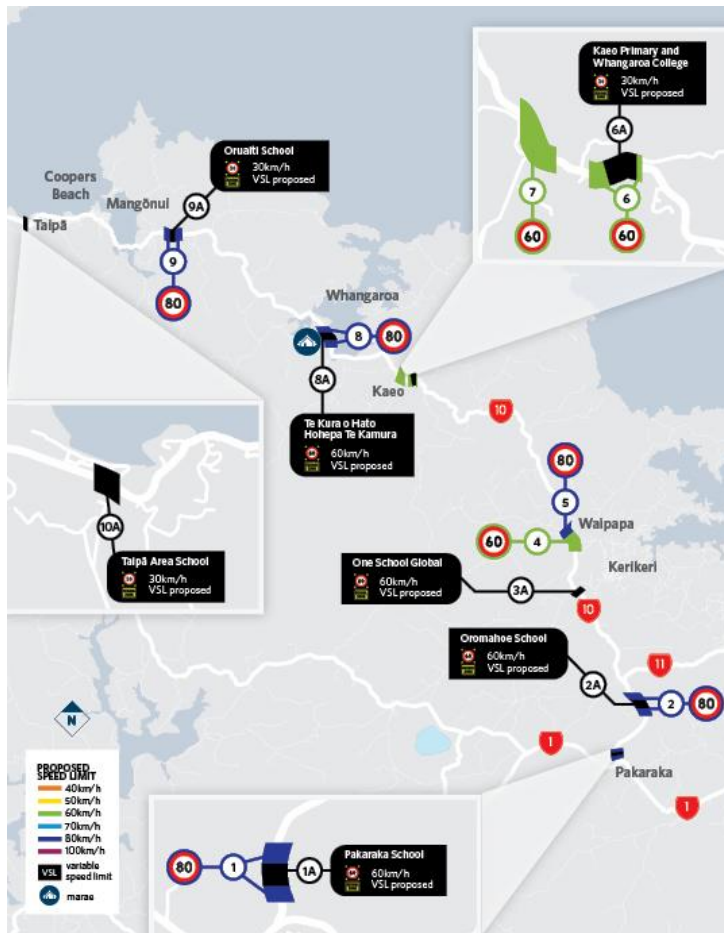 Kaeo Primary and
Whangaroa College
30km/h
VSL proposed
6A
7
6
60
60
Oruaiti School
30km/h
VSL proposed
Coopers
Beach
Mangōnui
9A
Taipā
9
80
Whangaroa
8
80
8A
Kaeo
10
Te Kura o Hato
Hohepa Te Kamura
60km/h
VSL proposed
80
5
Waipapa
60
4
10A
Taipā Area School
30km/h
VSL proposed
One School Global
60km/h
VSL proposed
3A
Kerikeri
10
Oromahoe School
60km/h
VSL proposed
2A
11
2
80
N
1
Pakaraka
1
PROPOSED
SPEED LIMIT
40km/h
50km/h
60km/h
70km/h
80km/h
100km/h
VSL variable
speed limit
marae
80
1
1A
Pakaraka School
60km/h
VSL proposed